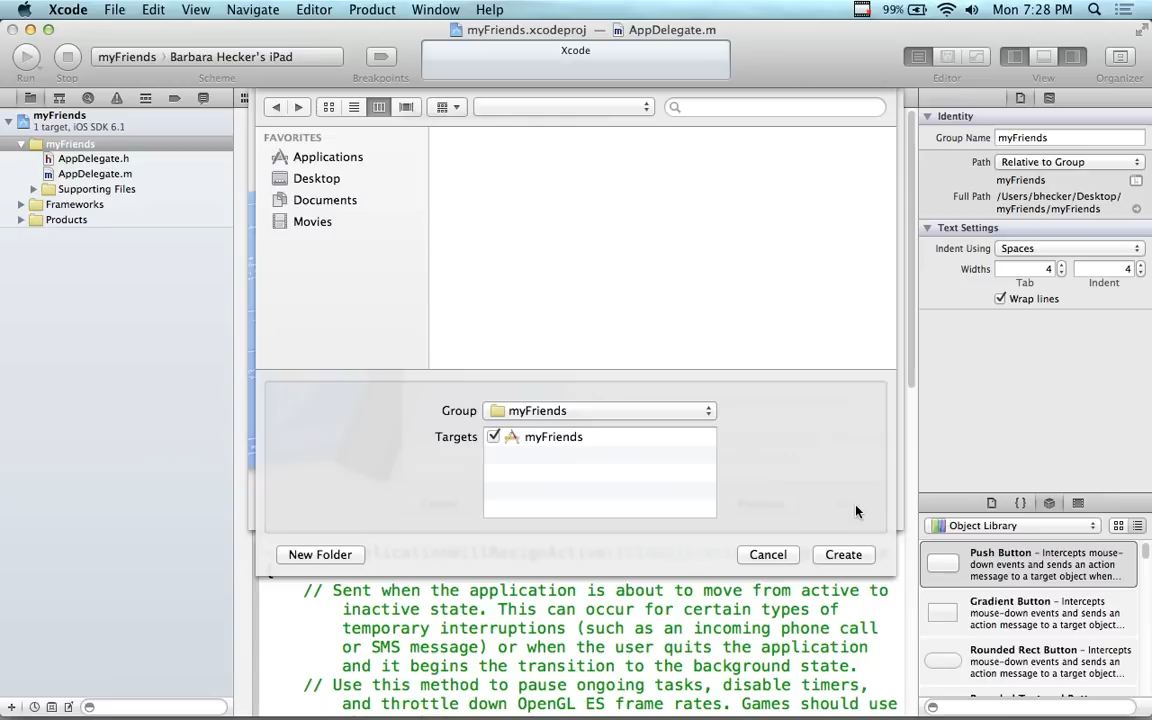 Xcode File Edit View Navigate Editor Product Window Help 99% Mon 7:28 PM
myFriends.xcodeproj — AppDelegate.m
Xcode
myFriends Barbara Hecker's iPad
Run Stop Scheme Breakpoints Editor View Organizer
myFriends
1 target, iOS SDK 6.1
myFriends
h AppDelegate.h
m AppDelegate.m
Supporting Files
Frameworks
Products
FAVORITES
Applications
Desktop
Documents
Movies
Group myFriends
Targets myFriends
New Folder Cancel Create
// Sent when the application is about to move from active to
inactive state. This can occur for certain types of
temporary interruptions (such as an incoming phone call
or SMS message) or when the user quits the application
and it begins the transition to the background state.
// Use this method to pause ongoing tasks, disable timers,
and throttle down OpenGL ES frame rates. Games should use
Identity
Group Name myFriends
Path Relative to Group
myFriends
Full Path /Users/bhecker/Desktop/
myFriends/myFriends
Text Settings
Indent Using Spaces
Widths 4 4
Tab Indent
Wrap lines
{ }
Object Library
Push Button – Intercepts mouse-
down events and sends an action
message to a target object when...
Gradient Button – Intercepts
mouse-down events and sends an
action message to a target object...
Rounded Rect Button – Intercepts
mouse-down events and sends an
action message to a target object...